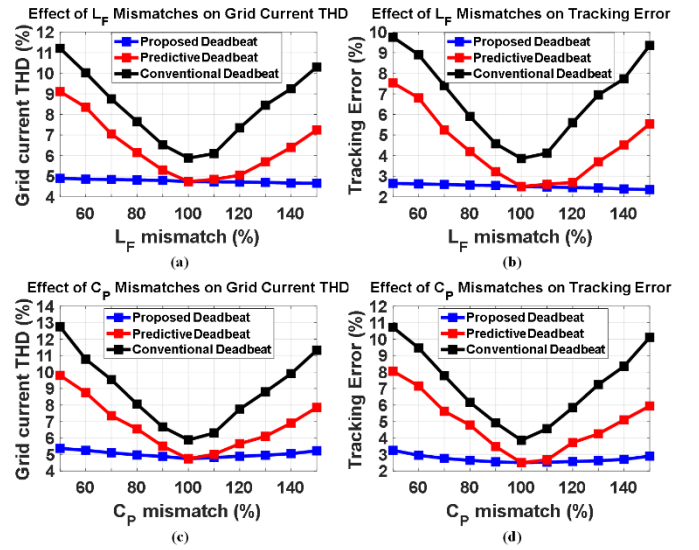 Effect of L_F Mismatches on Grid Current THD
Grid current THD (%)
12
11
10
9
8
7
6
5
4
Proposed Deadbeat
Predictive Deadbeat
Conventional Deadbeat
60 80 100 120 140
L_F mismatch (%)
(a)
Effect of L_F Mismatches on Tracking Error
Tracking Error (%)
10
9
8
7
6
5
4
3
2
Proposed Deadbeat
Predictive Deadbeat
Conventional Deadbeat
60 80 100 120 140
L_F mismatch (%)
(b)
Effect of C_P Mismatches on Grid Current THD
Grid current THD (%)
14
13
12
11
10
9
8
7
6
5
4
Proposed Deadbeat
Predictive Deadbeat
Conventional Deadbeat
60 80 100 120 140
C_P mismatch (%)
(c)
Effect of C_P Mismatches on Tracking Error
Tracking Error (%)
12
11
10
9
8
7
6
5
4
3
2
Proposed Deadbeat
Predictive Deadbeat
Conventional Deadbeat
60 80 100 120 140
C_P mismatch (%)
(d)